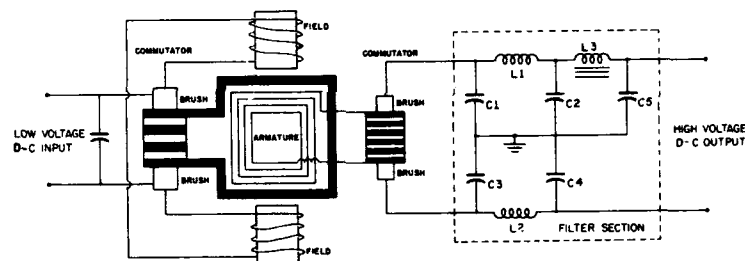 FIELD
COMMUTATOR
COMMUTATOR
L3
L1
BRUSH
BRUSH
C1
C2
C5
LOW VOLTAGE
D-C INPUT
ARMATURE
HIGH VOLTAGE
D-C OUTPUT
BRUSH
BRUSH
C3
C4
L2
FILTER SECTION
FIELD